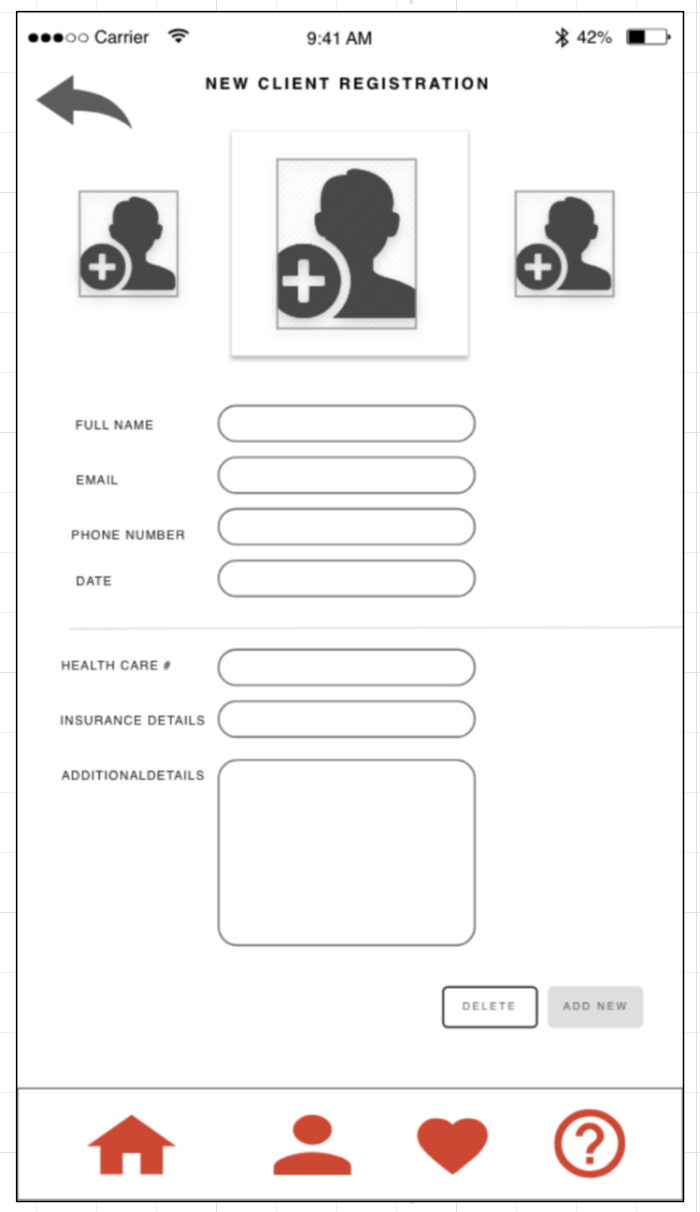 Carrier 9:41 AM 42%
NEW CLIENT REGISTRATION
FULL NAME
EMAIL
PHONE NUMBER
DATE
HEALTH CARE #
INSURANCE DETAILS
ADDITIONALDETAILS
DELETE ADD NEW
?